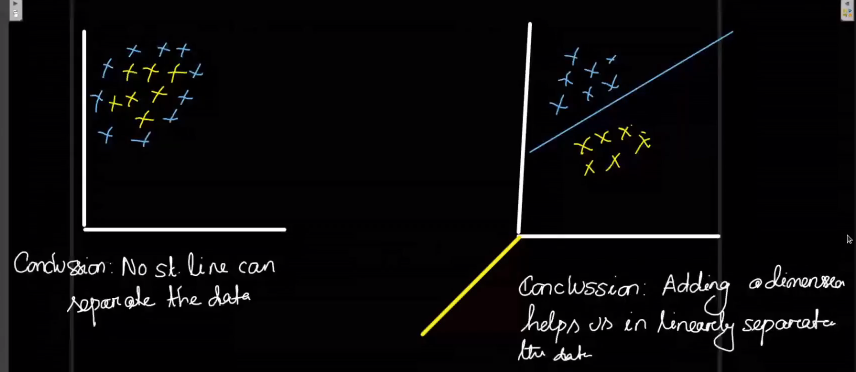 Conclussion: No st. line can
separate the data
Conclussion: Adding a dimension
helps us in linearly separate
the data